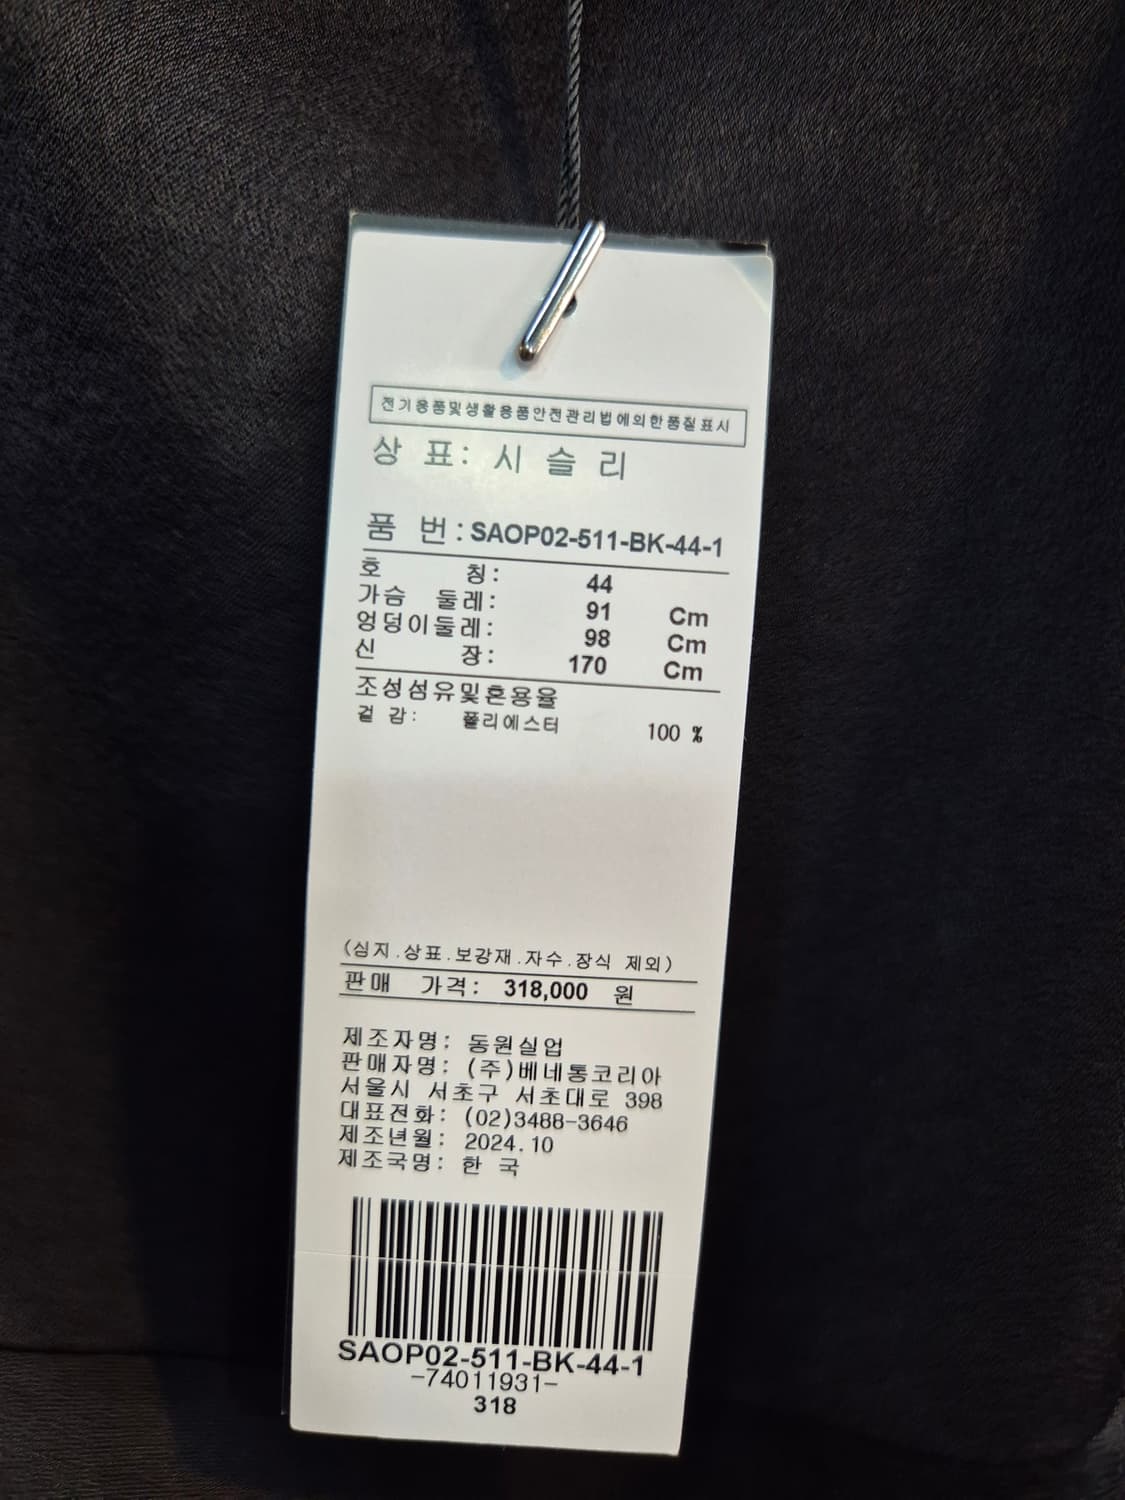 전기용품및생활용품안전관리법에의한품질표시
상 표: 시 슬 리
품 번:SAOP02-511-BK-44-1
호 칭: 44
가슴 둘레: 91 Cm
엉덩이둘레: 98 Cm
신 장: 170 Cm
조성섬유및혼용율
겉 감: 폴리에스터 100 %
(심지.상표.보강재.자수.장식 제외)
판매 가격: 318,000 원
제조자명: 동원실업
판매자명: (주)베네통코리아
서울시 서초구 서초대로 398
대표전화: (02)3488-3646
제조년월: 2024.10
제조국명: 한 국
SAOP02-511-BK-44-1
-74011931-
318